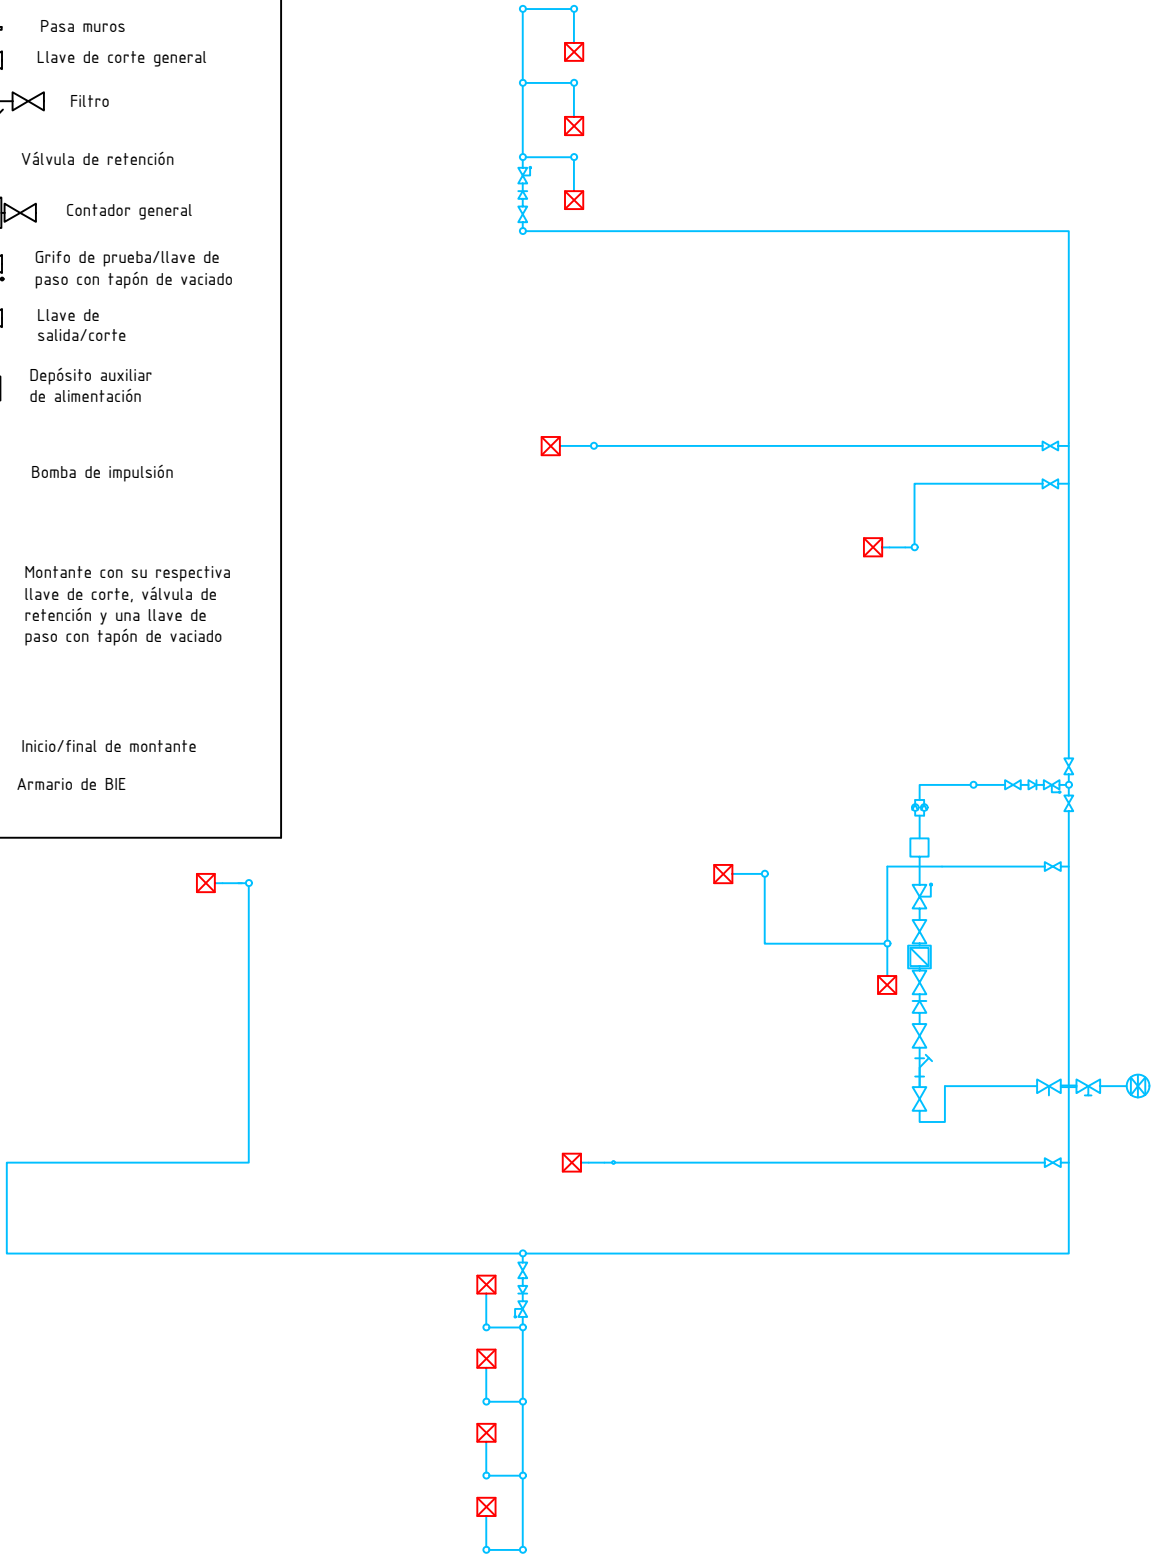 Pasa muros
Llave de corte general
Filtro
Válvula de retención
Contador general
Grifo de prueba/llave de
paso con tapón de vaciado
Llave de
salida/corte
Depósito auxiliar
de alimentación
Bomba de impulsión
Montante con su respectiva
llave de corte, válvula de
retención y una llave de
paso con tapón de vaciado
Inicio/final de montante
Armario de BIE